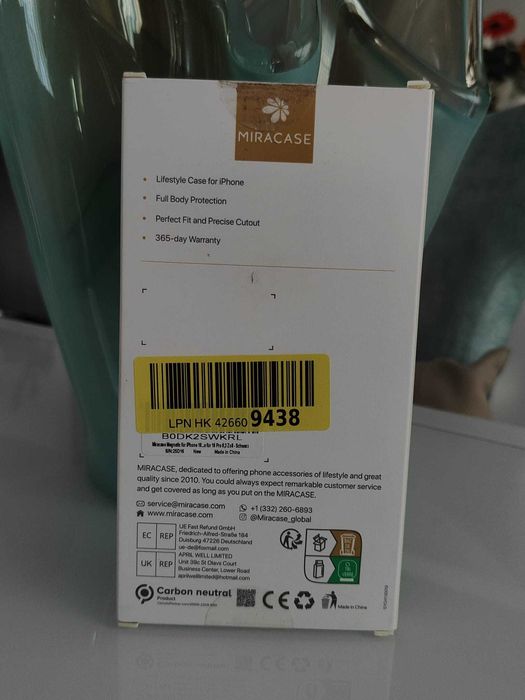 MIRACASE
• Lifestyle Case for iPhone
• Full Body Protection
• Perfect Fit and Precise Cutout
• 365-day Warranty
LPN HK 42660 9438
B0DK2SWKRL
New Made in China
MIRACASE, dedicated to offering phone accessories of lifestyle and great
quality since 2010. You could always expect remarkable customer service
and get covered as long as you put on the MIRACASE.
service@miracase.com +1 (332) 260-6893
www.miracase.com @Miracase_global
EC REP
UE Fast Refund GmbH
Friedrich-Alfred-Straße 184
Duisburg 47226 Deutschland
ue-de@foxmail.com
UK REP
APRIL WELL LIMITED
Unit 39c St Olavs Court
Business Center, Lower Road
aprilwelllimited@hotmail.com
Carbon neutral
Product
CE
Made in China